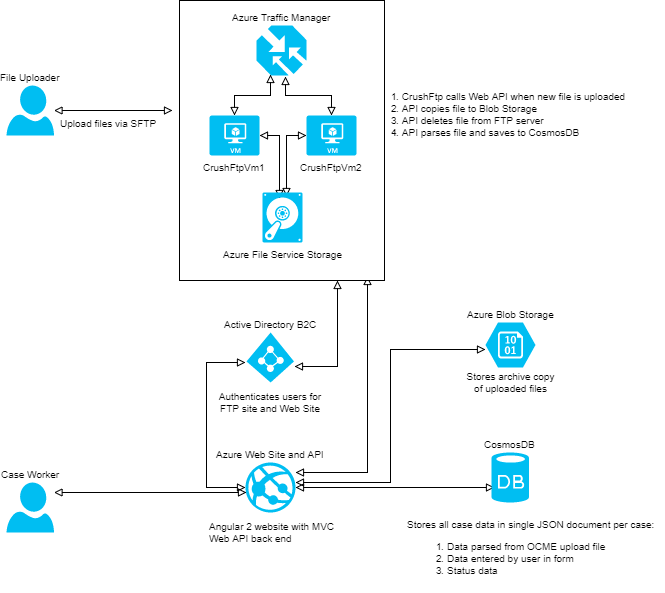 Azure Traffic Manager
File Uploader
Upload files via SFTP
1. CrushFtp calls Web API when new file is uploaded
2. API copies file to Blob Storage
3. API deletes file from FTP server
4. API parses file and saves to CosmosDB
VM
VM
CrushFtpVm1
CrushFtpVm2
Azure File Service Storage
Active Directory B2C
Authenticates users for
FTP site and Web Site
Azure Blob Storage
10
01
Stores archive copy
of uploaded files
Case Worker
Azure Web Site and API
Angular 2 website with MVC
Web API back end
CosmosDB
DB
Stores all case data in single JSON document per case:
1. Data parsed from OCME upload file
2. Data entered by user in form
3. Status data